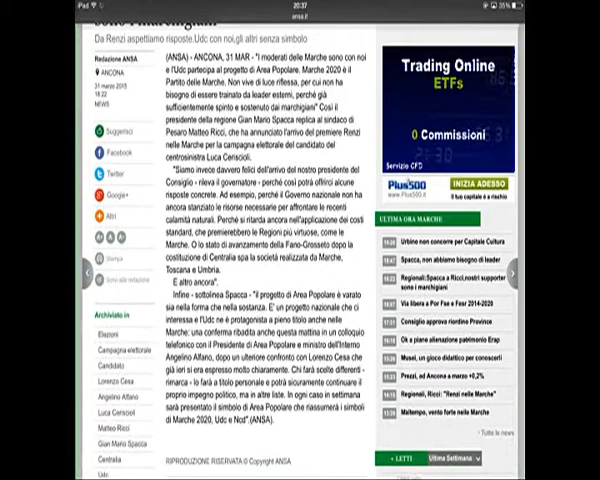 iPad
20:37
35%
ansa.it
sono i marchigiani
Da Renzi aspettiamo risposte.Udc con noi,gli altri senza simbolo
Redazione ANSA
ANCONA
31 marzo 2015
18:22
NEWS
Suggerisci
Facebook
Twitter
Google+
Altri
A A A
Stampa
Scrivi alla redazione
Archiviato in
Elezioni
Campagna elettorale
Candidato
Lorenzo Cesa
Angelino Alfano
Luca Ceriscioli
Matteo Ricci
Gian Mario Spacca
Centralia
Udc
(ANSA) - ANCONA, 31 MAR - "I moderati delle Marche sono con noi
e l'Udc partecipa al progetto di Area Popolare. Marche 2020 è il
Partito delle Marche. Non vive di luce riflessa, per cui non ha
bisogno di essere trainato da leader esterni, perché già
sufficientemente spinto e sostenuto dai marchigiani" Così il
presidente della regione Gian Mario Spacca replica al sindaco di
Pesaro Matteo Ricci, che ha annunciato l'arrivo del premiere Renzi
nelle Marche per la campagna elettorale del candidato del
centrosinistra Luca Ceriscioli.
"Siamo invece davvero felici dell'arrivo del nostro presidente del
Consiglio - rileva il governatore - perché così potrà offrirci alcune
risposte concrete. Ad esempio, perché il Governo nazionale non ha
ancora stanziato le risorse necessarie per affrontare le recenti
calamità naturali. Perché si ritarda ancora nell'applicazione dei costi
standard, che premierebbero le Regioni più virtuose, come le
Marche. O lo stato di avanzamento della Fano-Grosseto dopo la
costituzione di Centralia spa la società realizzata da Marche,
Toscana e Umbria.
E altro ancora".
Infine - sottolinea Spacca - "il progetto di Area Popolare è varato
sia nella forma che nella sostanza. E' un progetto nazionale che ci
interessa e l'Udc ne è protagonista a pieno titolo anche nelle
Marche: una conferma ribadita anche questa mattina in un colloquio
telefonico con il Presidente di Area Popolare e ministro dell'Interno
Angelino Alfano, dopo un ulteriore confronto con Lorenzo Cesa che
già ieri si era espresso molto chiaramente. Chi farà scelte differenti -
rimarca - lo farà a titolo personale e potrà sicuramente continuare il
proprio impegno politico, ma in altre liste. In ogni caso in settimana
sarà presentato il simbolo di Area Popolare che riassumerà i simboli
di Marche 2020, Udc e Ncd".(ANSA).
RIPRODUZIONE RISERVATA © Copyright ANSA
Trading Online
ETFs
0 Commissioni
Servizio CFD
Plus500
www.Plus500.it
INIZIA ADESSO
Il tuo capitale è a rischio
ULTIMA ORA MARCHE
Urbino non concorre per Capitale Cultura
Spacca, non abbiamo bisogno di leader
Regionali:Spacca a Ricci,nostri supporter
sono i marchigiani
Via libera a Por Fse e Fesr 2014-2020
Consiglio approva riordino Province
Ok a piano alienazione patrimonio Erap
Musei, un gioco didattico per conoscerli
Prezzi, ad Ancona a marzo +0,2%
Regionali, Ricci: "Renzi nelle Marche"
Maltempo, vento forte nelle Marche
› Tutte le news
+ LETTI
Ultima Settimana